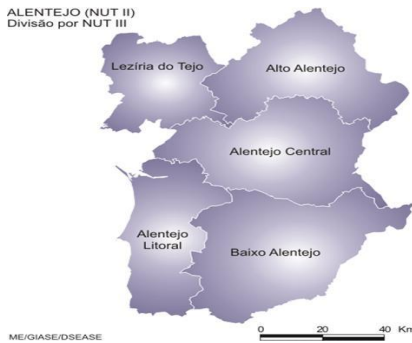 ALENTEJO (NUT II)
Divisão por NUT III
Lezíria do Tejo
Alto Alentejo
Alentejo Central
Alentejo
Litoral
Baixo Alentejo
ME/GIASE/DSEASE
0 20 40 Km